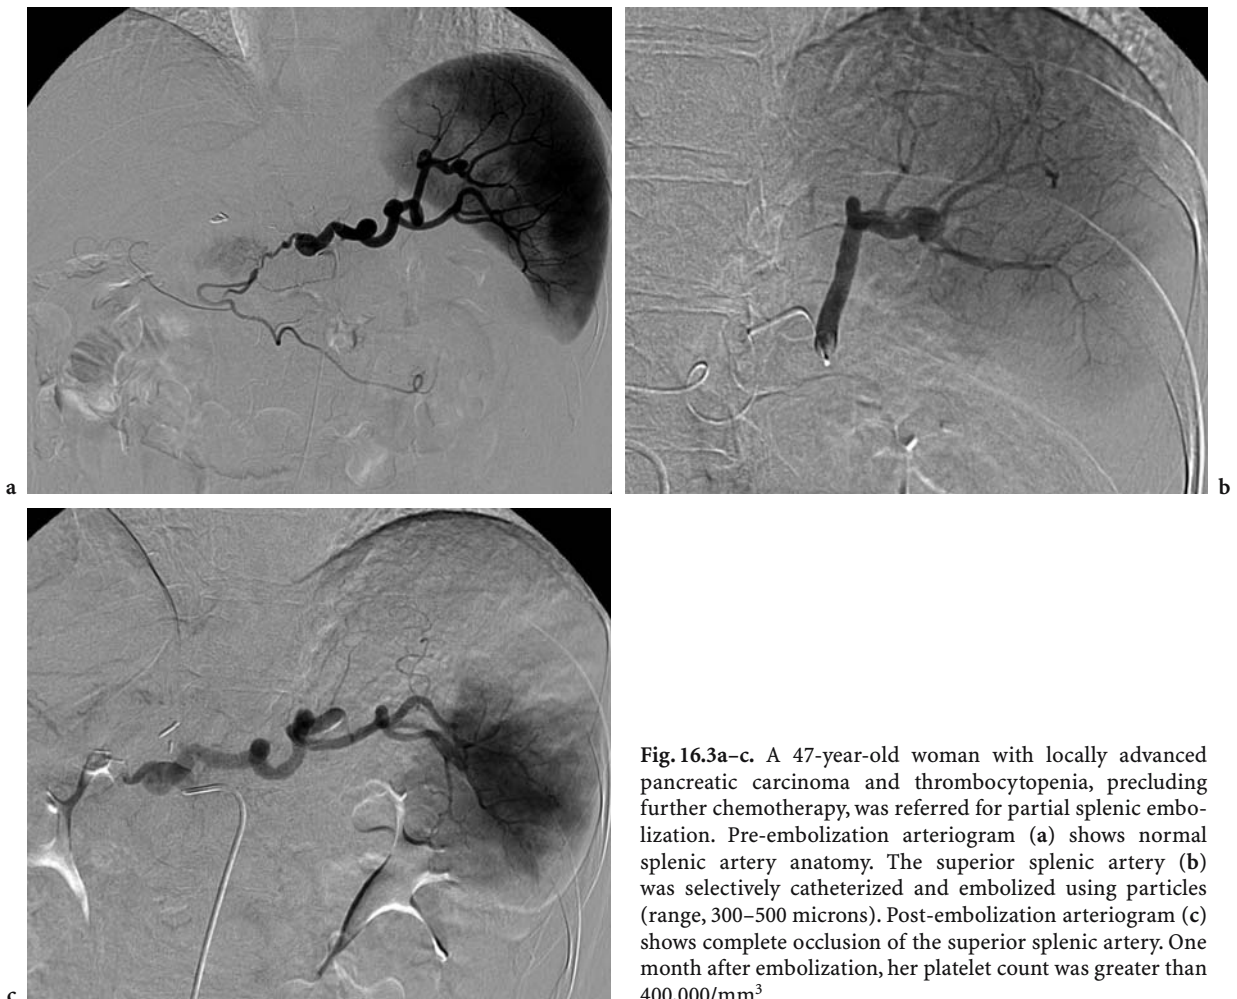 a
b
c
Fig. 16.3a–c. A 47-year-old woman with locally advanced
pancreatic carcinoma and thrombocytopenia, precluding
further chemotherapy, was referred for partial splenic embo-
lization. Pre-embolization arteriogram (a) shows normal
splenic artery anatomy. The superior splenic artery (b)
was selectively catheterized and embolized using particles
(range, 300–500 microns). Post-embolization arteriogram (c)
shows complete occlusion of the superior splenic artery. One
month after embolization, her platelet count was greater than
400,000/mm³